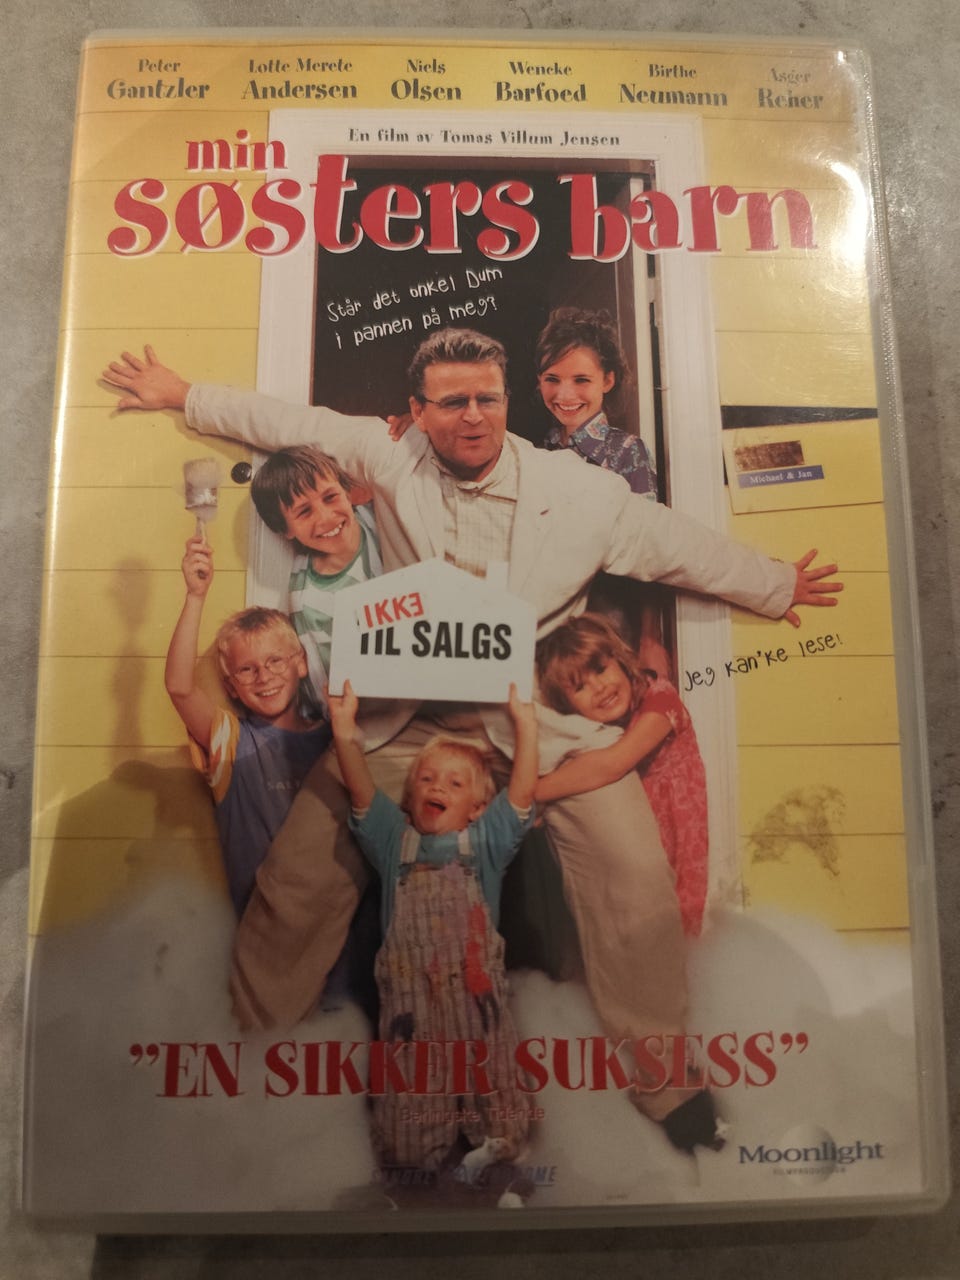 Peter Gantzler
Lotte Merete Andersen
Niels Olsen
Wencke Barfoed
Birthe Neumann
Asger Reher
En film av Tomas Villum Jensen
min
søsters barn
Står det onkel Dum
i pannen på meg?
Michael & Jan
IKKE
TIL SALGS
Jeg kan'ke lese!
"EN SIKKER SUKSESS"
Berlingske Tidende
Moonlight
FILMPRODUCTION